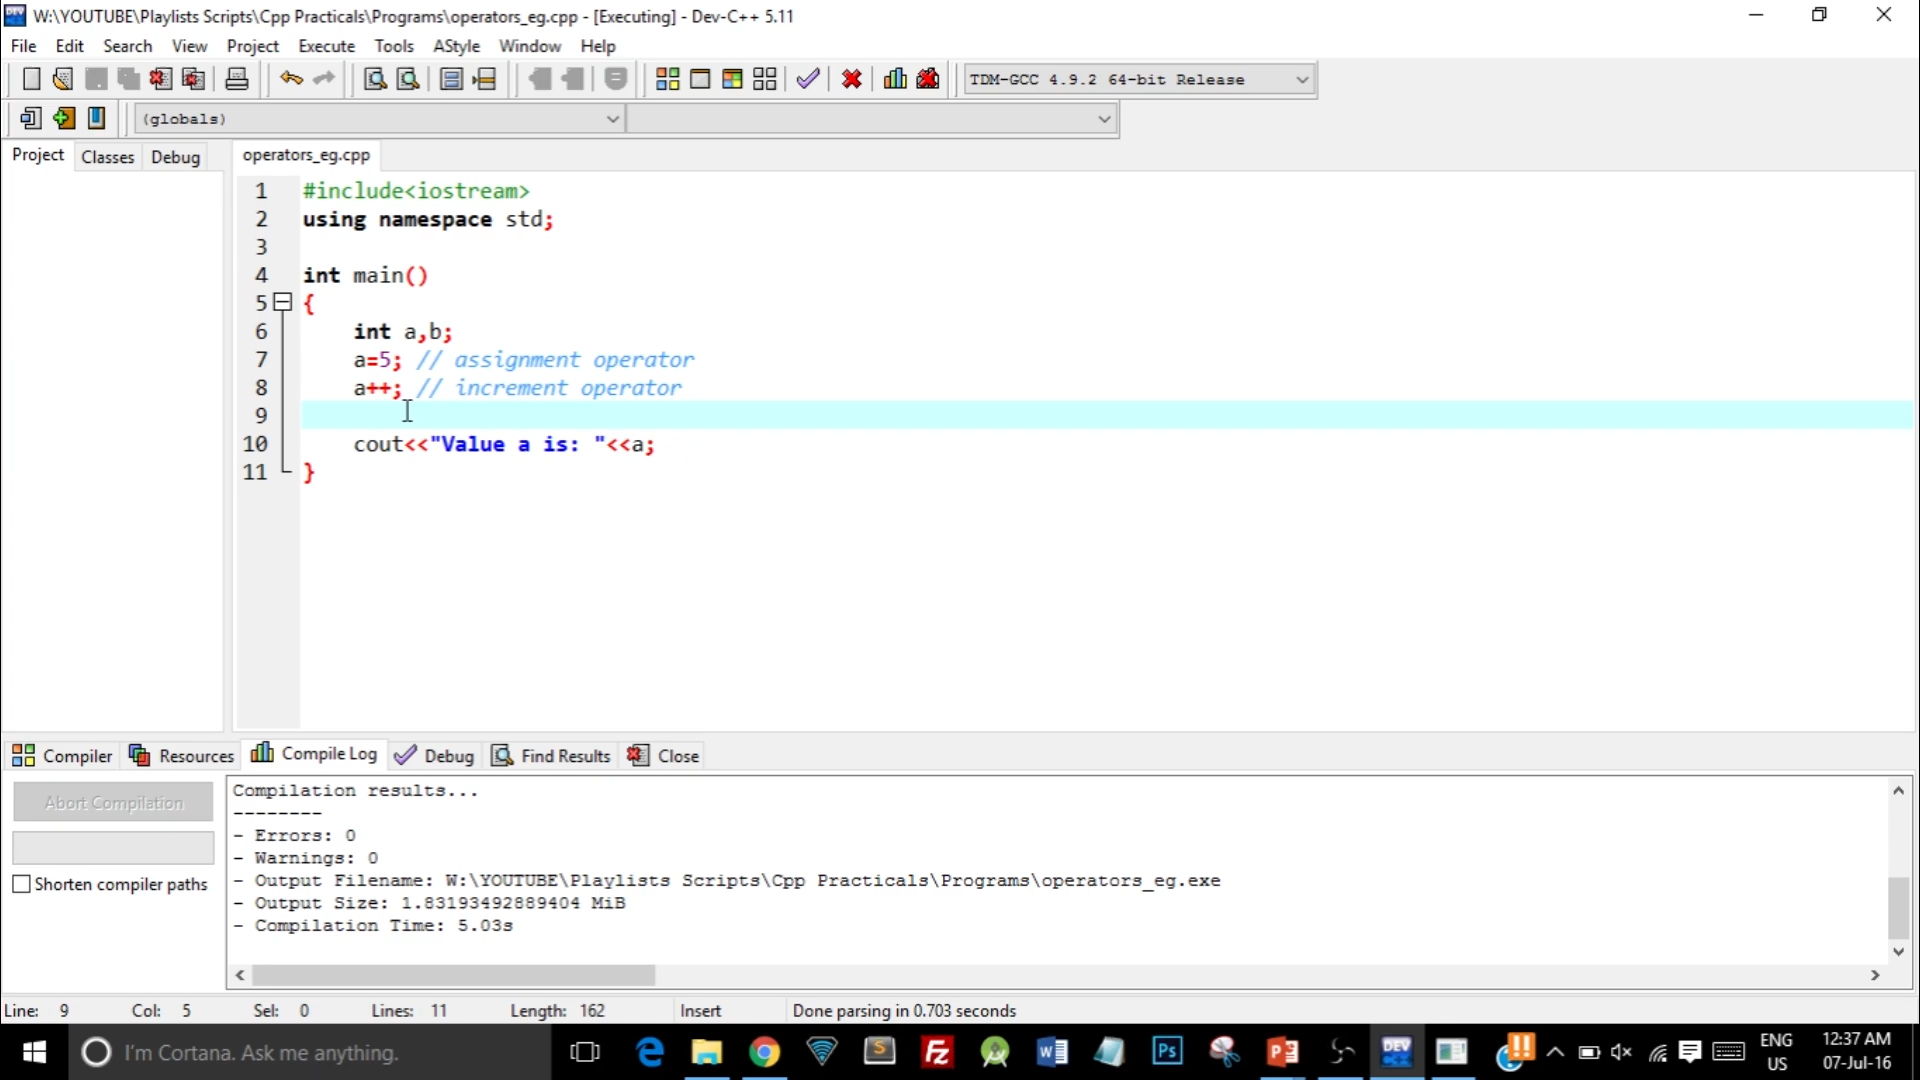 W:\YOUTUBE\Playlists Scripts\Cpp Practicals\Programs\operators_eg.cpp - [Executing] - Dev-C++ 5.11
File Edit Search View Project Execute Tools AStyle Window Help
TDM-GCC 4.9.2 64-bit Release
(globals)
Project Classes Debug operators_eg.cpp
1 #include<iostream>
2 using namespace std;
3
4 int main()
5 {
6 int a,b;
7 a=5; // assignment operator
8 a++; // increment operator
9
10 cout<<"Value a is: "<<a;
11 }
Compiler Resources Compile Log Debug Find Results Close
Abort Compilation
Shorten compiler paths
Compilation results...
--------
- Errors: 0
- Warnings: 0
- Output Filename: W:\YOUTUBE\Playlists Scripts\Cpp Practicals\Programs\operators_eg.exe
- Output Size: 1.83193492889404 MiB
- Compilation Time: 5.03s
Line: 9 Col: 5 Sel: 0 Lines: 11 Length: 162 Insert Done parsing in 0.703 seconds
I'm Cortana. Ask me anything.
ENG
US
12:37 AM
07-Jul-16